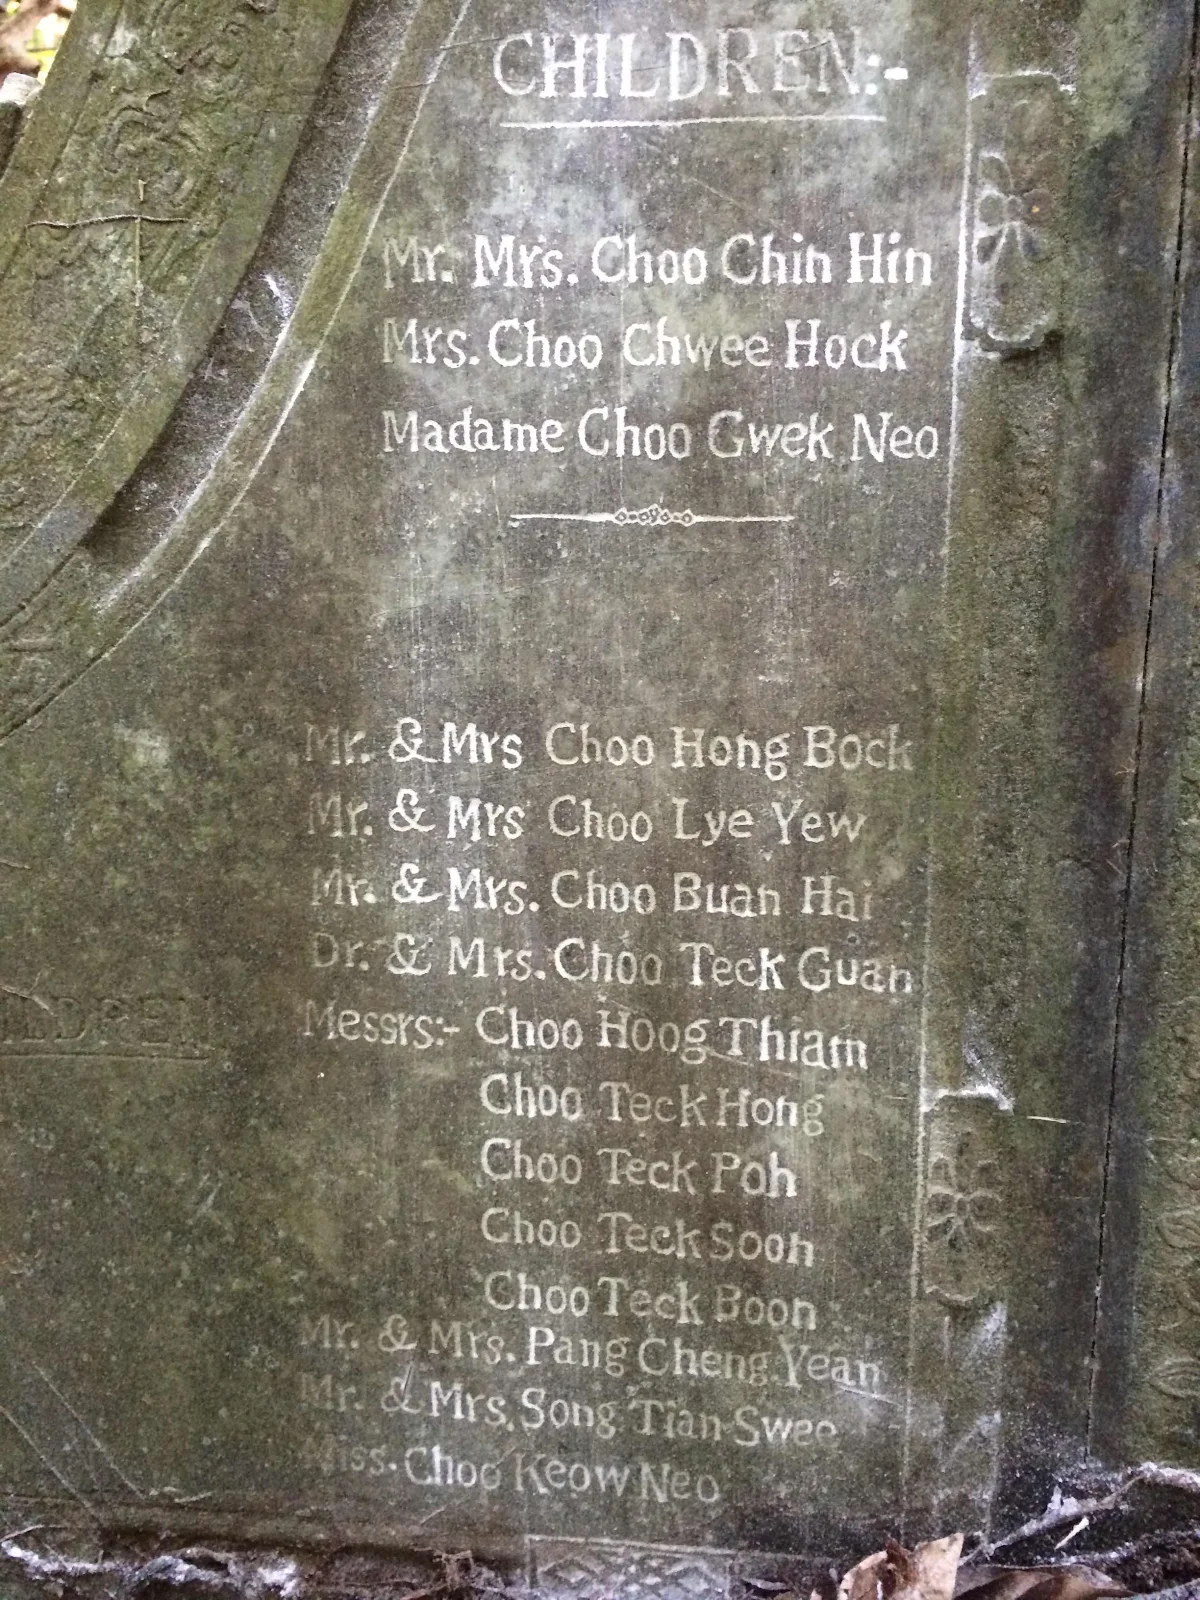 CHILDREN:-
Mr. Mrs. Choo Chin Hin
Mrs. Choo Chwee Hock
Madame Choo Gwek Neo
Mr. & Mrs Choo Hong Bock
Mr. & Mrs Choo Lye Yew
Mr. & Mrs. Choo Buan Hai
Dr. & Mrs. Choo Teck Guan
Messrs:- Choo Hoog Thiam
Choo Teck Hong
Choo Teck Poh
Choo Teck Soon
Choo Teck Boon
Mr. & Mrs. Pang Cheng Yean
Mr. & Mrs. Song Tian Swee
Miss. Choo Keow Neo